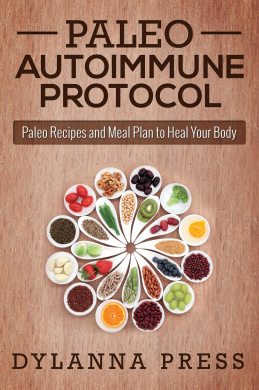 PALEO
AUTOIMMUNE
PROTOCOL
Paleo Recipes and Meal Plan to Heal Your Body
DYLANNA PRESS